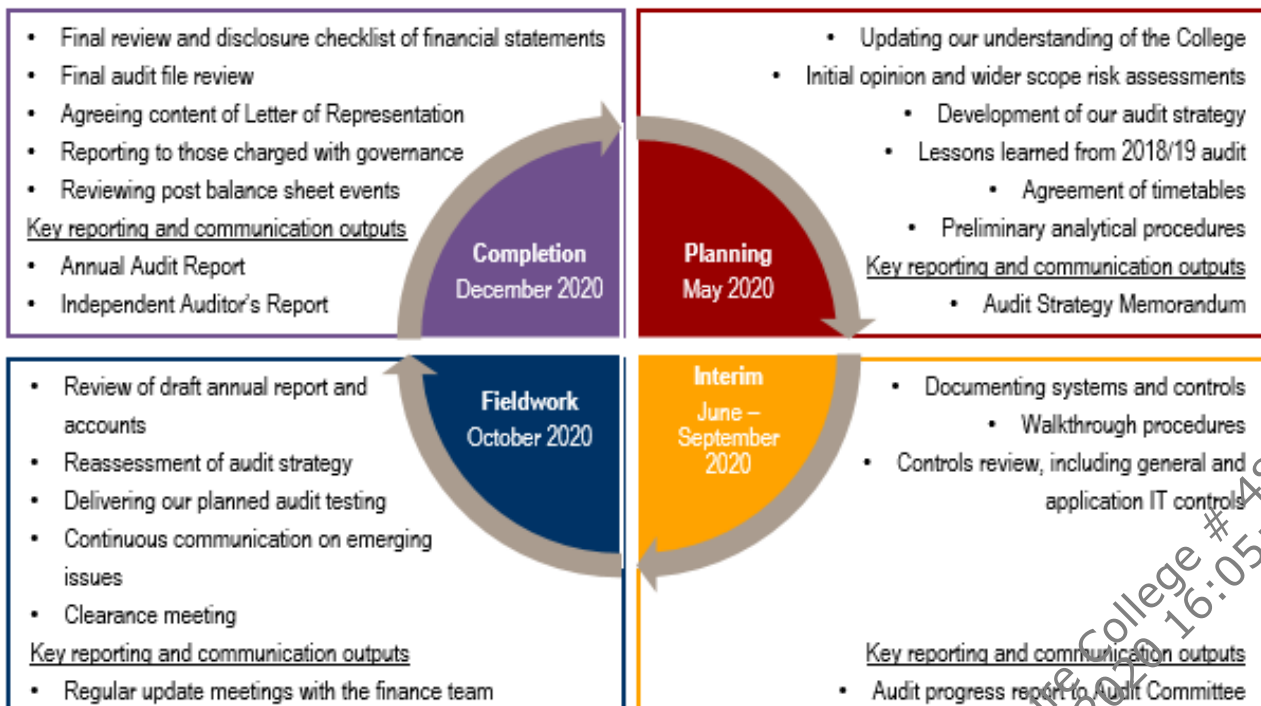 • Final review and disclosure checklist of financial statements
• Final audit file review
• Agreeing content of Letter of Representation
• Reporting to those charged with governance
• Reviewing post balance sheet events
Key reporting and communication outputs
• Annual Audit Report
• Independent Auditor's Report
Completion
December 2020
• Updating our understanding of the College
• Initial opinion and wider scope risk assessments
• Development of our audit strategy
• Lessons learned from 2018/19 audit
• Agreement of timetables
• Preliminary analytical procedures
Key reporting and communication outputs
• Audit Strategy Memorandum
Planning
May 2020
• Review of draft annual report and
accounts
• Reassessment of audit strategy
• Delivering our planned audit testing
• Continuous communication on emerging
issues
• Clearance meeting
Key reporting and communication outputs
• Regular update meetings with the finance team
Fieldwork
October 2020
Interim
June –
September
2020
• Documenting systems and controls
• Walkthrough procedures
• Controls review, including general and
application IT controls
Key reporting and communication outputs
• Audit progress report to Audit Committee
College #
2020 16:05